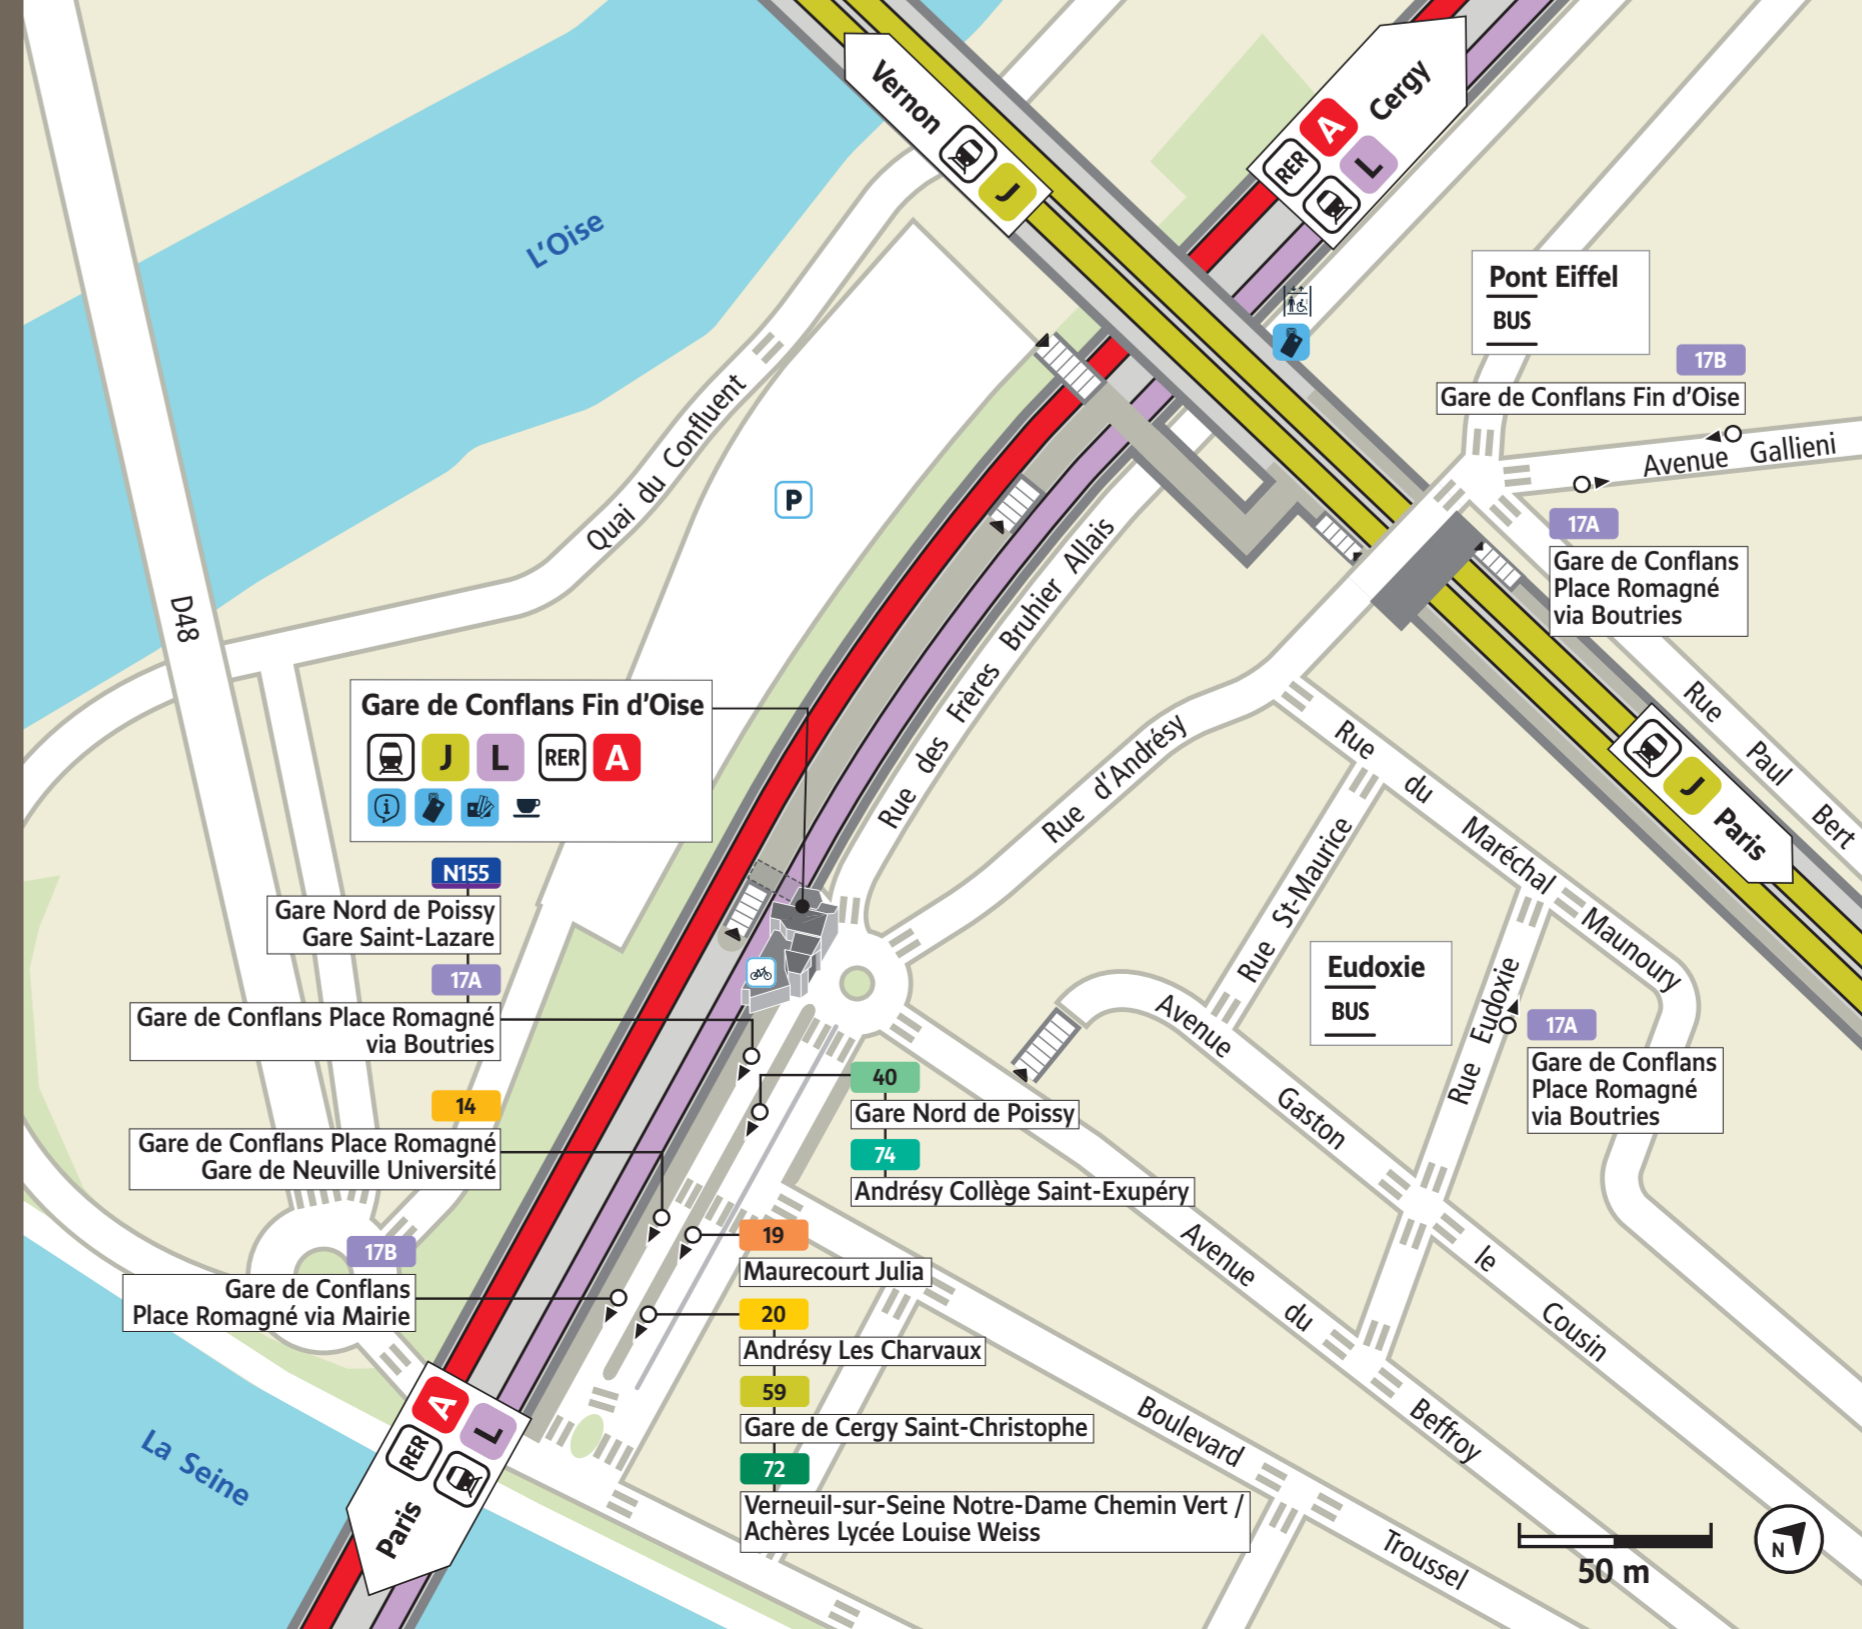 Vernon
J
A
Cergy
RER
L
L'Oise
Pont Eiffel
BUS
17B
Gare de Conflans Fin d'Oise
Avenue Gallieni
17A
Gare de Conflans
Place Romagné
via Boutries
Quai du Confluent
P
D48
Rue des Frères Bruhier Allais
Rue d'Andrésy
Rue Paul Bert
J
Paris
Gare de Conflans Fin d'Oise
J L RER A
i
N155
Gare Nord de Poissy
Gare Saint-Lazare
17A
Gare de Conflans Place Romagné
via Boutries
14
Gare de Conflans Place Romagné
Gare de Neuville Université
17B
Gare de Conflans
Place Romagné via Mairie
Rue du Maréchal Maunoury
Rue St-Maurice
Eudoxie
BUS
Rue Eudoxie
17A
Gare de Conflans
Place Romagné
via Boutries
Avenue Gaston le Cousin
40
Gare Nord de Poissy
74
Andrésy Collège Saint-Exupéry
19
Maurecourt Julia
20
Andrésy Les Charvaux
59
Gare de Cergy Saint-Christophe
72
Verneuil-sur-Seine Notre-Dame Chemin Vert /
Achères Lycée Louise Weiss
Avenue du Beffroy
Boulevard Troussel
A
L
RER
Paris
La Seine
50 m
N